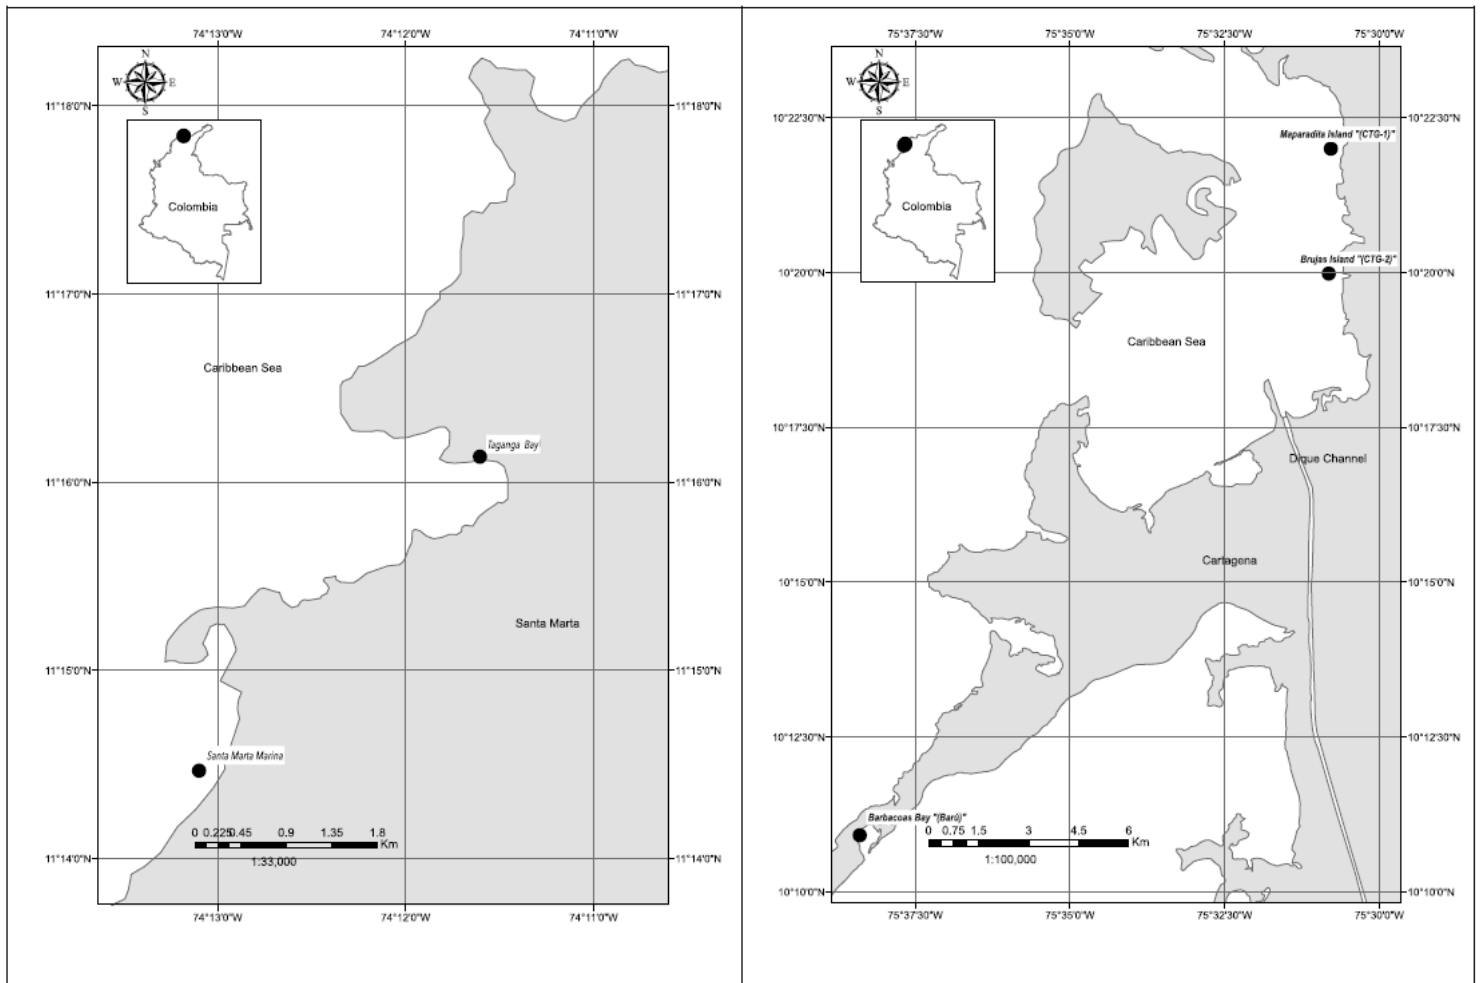 74°13'0"W 74°12'0"W 74°11'0"W
N
W E
S
11°18'0"N 11°18'0"N
Colombia
11°17'0"N 11°17'0"N
Caribbean Sea
Taganga Bay
11°16'0"N 11°16'0"N
Santa Marta
11°15'0"N 11°15'0"N
Santa Marta Marina
0 0.225 0.45 0.9 1.35 1.8
Km
1:33,000
11°14'0"N 11°14'0"N
74°13'0"W 74°12'0"W 74°11'0"W
75°37'30"W 75°35'0"W 75°32'30"W 75°30'0"W
N
W E
S
10°22'30"N 10°22'30"N
Maparadita Island "(CTG-1)"
Colombia
Brujas Island "(CTG-2)"
10°20'0"N 10°20'0"N
Caribbean Sea
10°17'30"N 10°17'30"N
Dique Channel
Cartagena
10°15'0"N 10°15'0"N
10°12'30"N 10°12'30"N
Barbacoas Bay "(Barú)"
0 0.75 1.5 3 4.5 6
Km
1:100,000
10°10'0"N 10°10'0"N
75°37'30"W 75°35'0"W 75°32'30"W 75°30'0"W